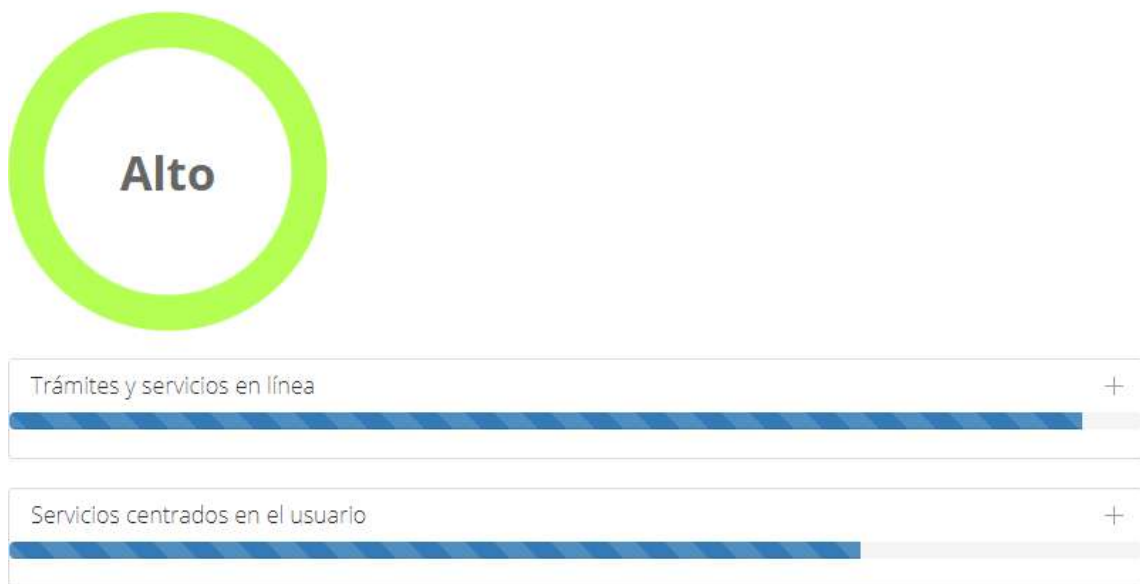 Alto
Trámites y servicios en línea
Servicios centrados en el usuario